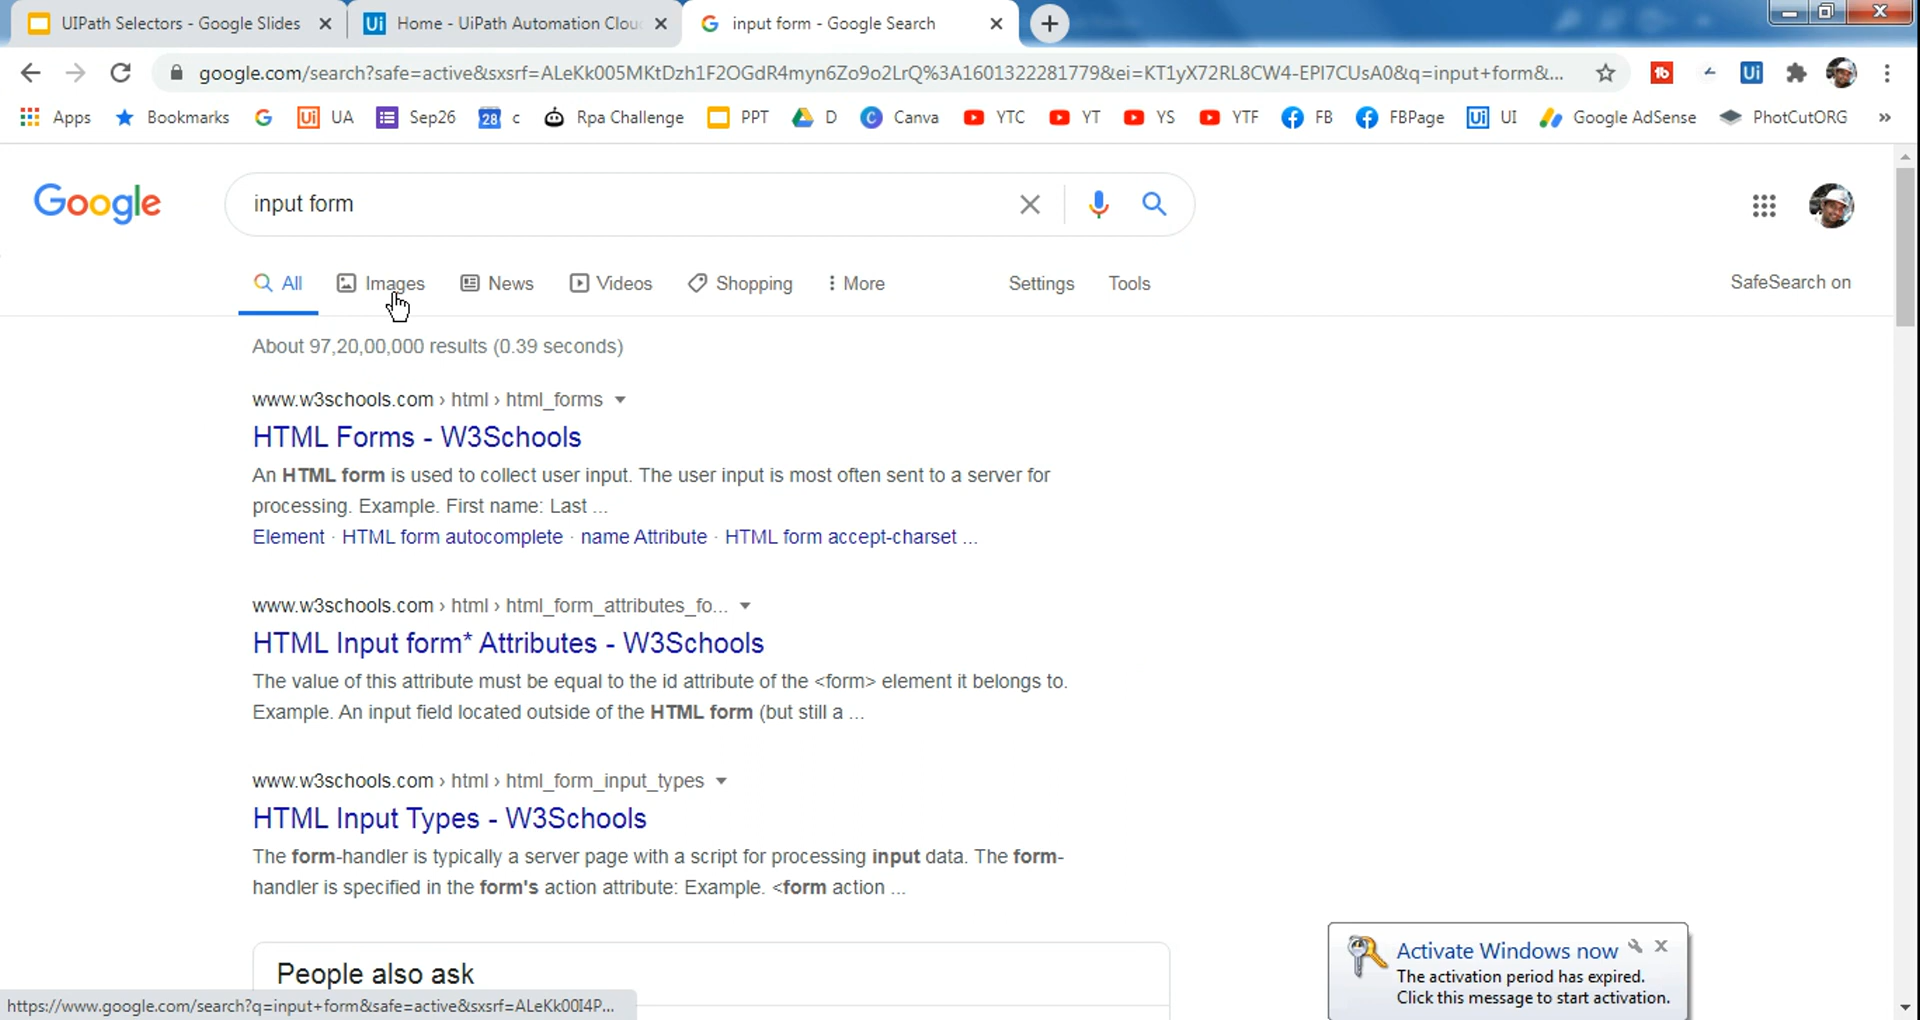 UIPath Selectors - Google Slides
Home - UiPath Automation Clou
input form - Google Search
google.com/search?safe=active&sxsrf=ALeKk005MKtDzh1F2OGdR4myn6Zo9o2LrQ%3A1601322281779&ei=KT1yX72RL8CW4-EPI7CUsA0&q=input+form&...
Apps Bookmarks UA Sep26 28 c Rpa Challenge PPT D Canva YTC YT YS YTF FB FBPage UI Google AdSense PhotCutORG »
Google
input form
All Images News Videos Shopping More Settings Tools SafeSearch on
About 97,20,00,000 results (0.39 seconds)
www.w3schools.com › html › html_forms
HTML Forms - W3Schools
An HTML form is used to collect user input. The user input is most often sent to a server for
processing. Example. First name: Last ...
Element · HTML form autocomplete · name Attribute · HTML form accept-charset ...
www.w3schools.com › html › html_form_attributes_fo...
HTML Input form* Attributes - W3Schools
The value of this attribute must be equal to the id attribute of the <form> element it belongs to.
Example. An input field located outside of the HTML form (but still a ...
www.w3schools.com › html › html_form_input_types
HTML Input Types - W3Schools
The form-handler is typically a server page with a script for processing input data. The form-
handler is specified in the form's action attribute: Example. <form action ...
People also ask
Activate Windows now
The activation period has expired.
Click this message to start activation.
https://www.google.com/search?q=input+form&safe=active&sxsrf=ALeKk00I4P...